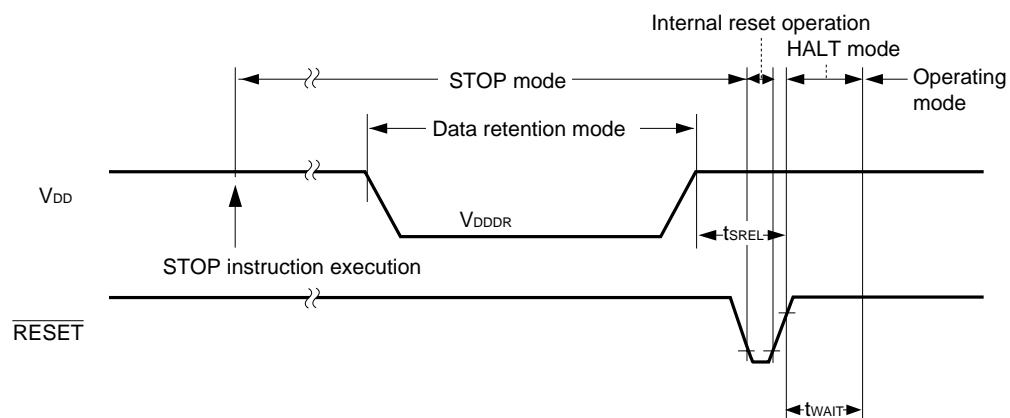 Internal reset operation
HALT mode
STOP mode
Operating
mode
Data retention mode
VDD
VDDDR
tSREL
STOP instruction execution
RESET
tWAIT